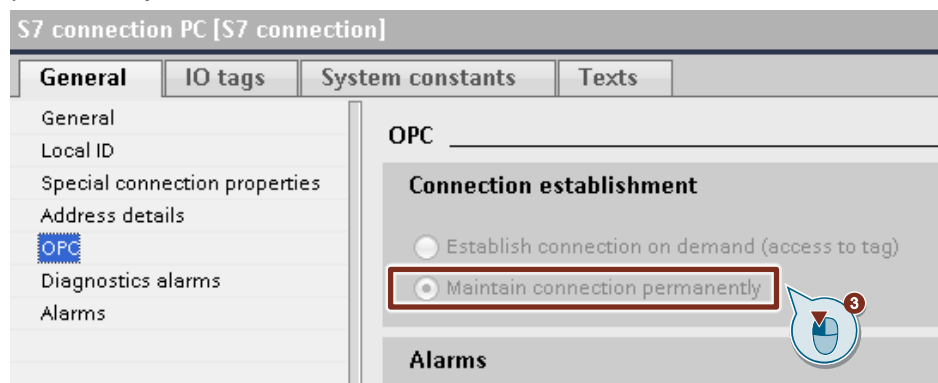 S7 connection PC [S7 connection]
General IO tags System constants Texts
General
Local ID
Special connection properties
Address details
OPC
Diagnostics alarms
Alarms
OPC
Connection establishment
Establish connection on demand (access to tag)
Maintain connection permanently
3
Alarms